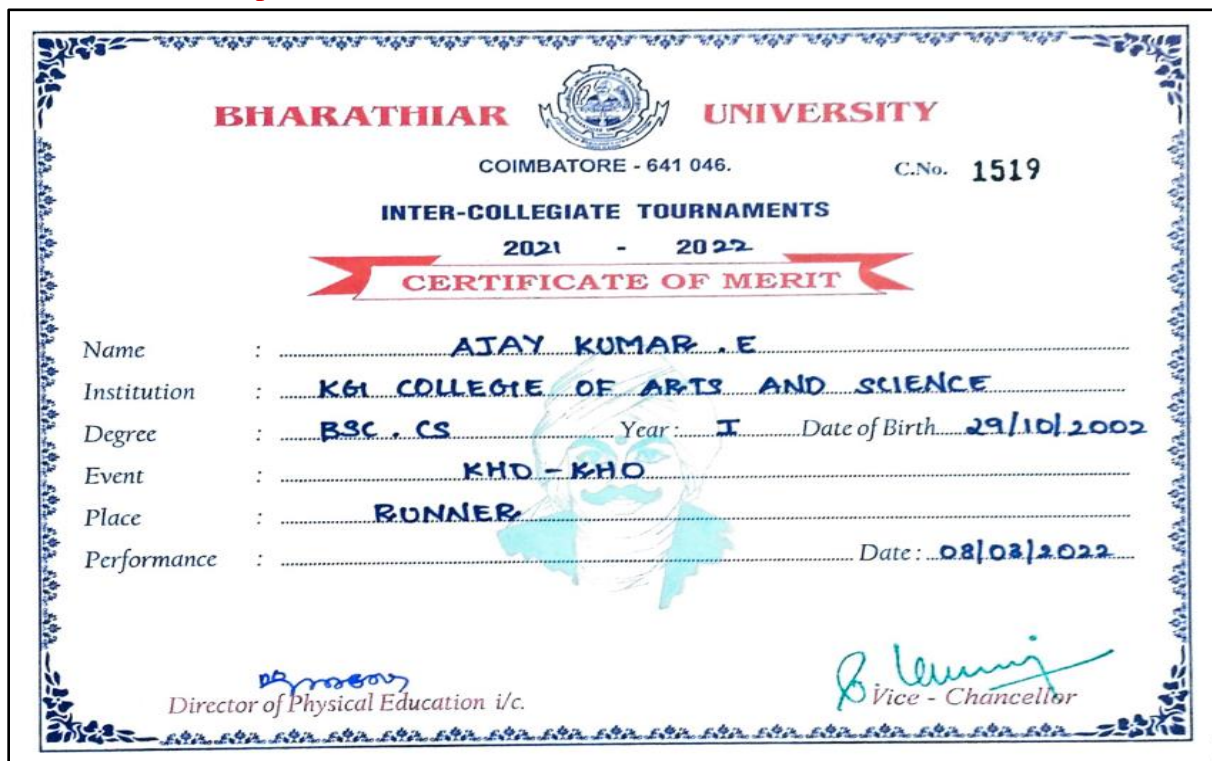 BHARATHIAR UNIVERSITY
COIMBATORE - 641 046.
C.No. 1519
INTER-COLLEGIATE TOURNAMENTS
2021 - 2022
CERTIFICATE OF MERIT
Name : AJAY KUMAR . E
Institution : KG COLLEGE OF ARTS AND SCIENCE
Degree : BSC . CS Year : I Date of Birth 29/10/2002
Event : KHO - KHO
Place : RUNNER
Performance : Date : 08/03/2022
Director of Physical Education i/c.
Vice - Chancellor